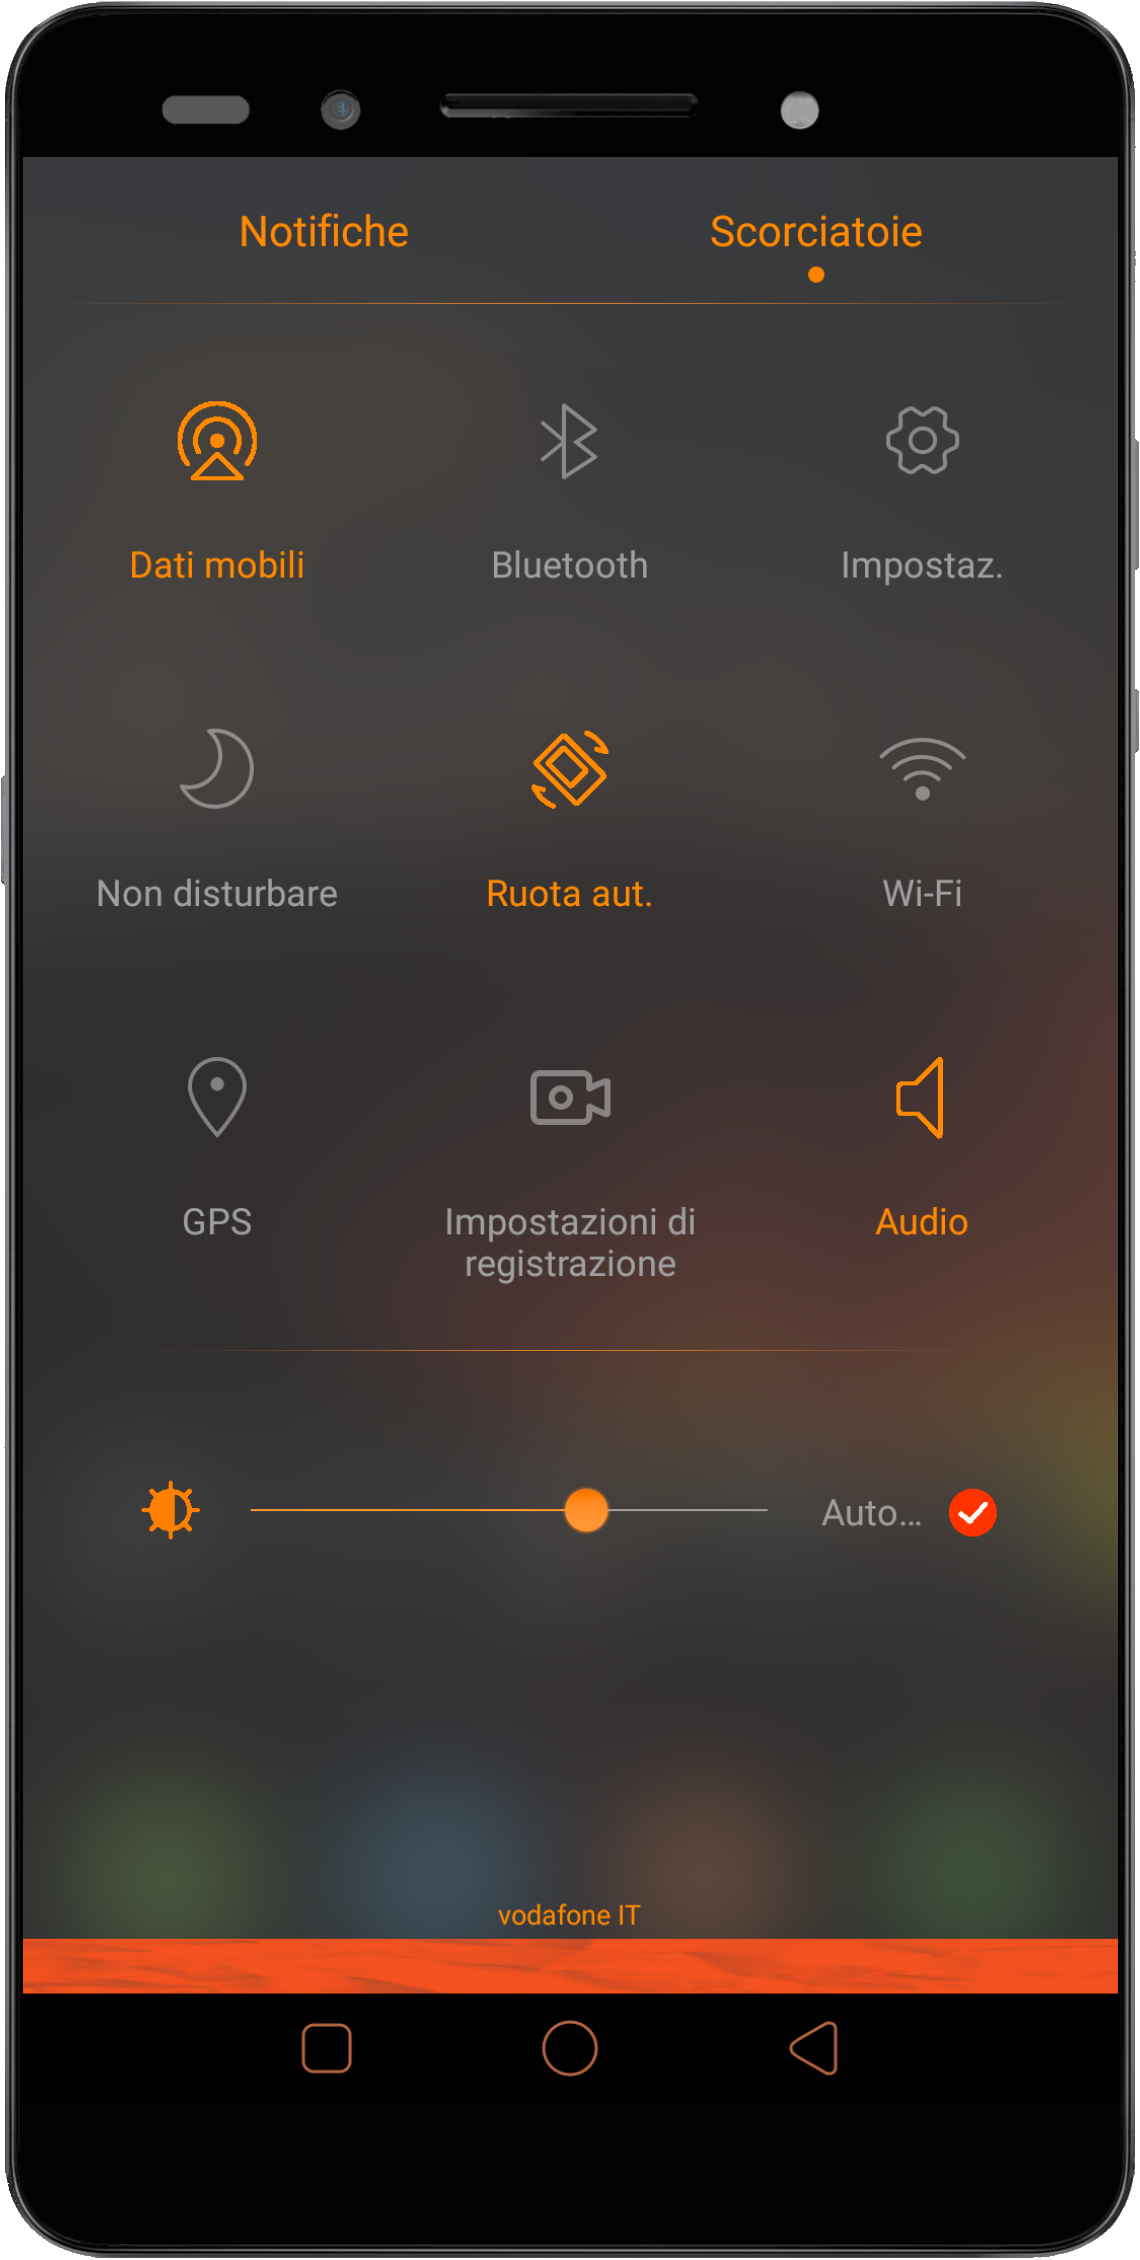 Notifiche
Scorciatoie
Dati mobili
Bluetooth
Impostaz.
Non disturbare
Ruota aut.
Wi-Fi
GPS
Impostazioni di
registrazione
Audio
Auto...
vodafone IT